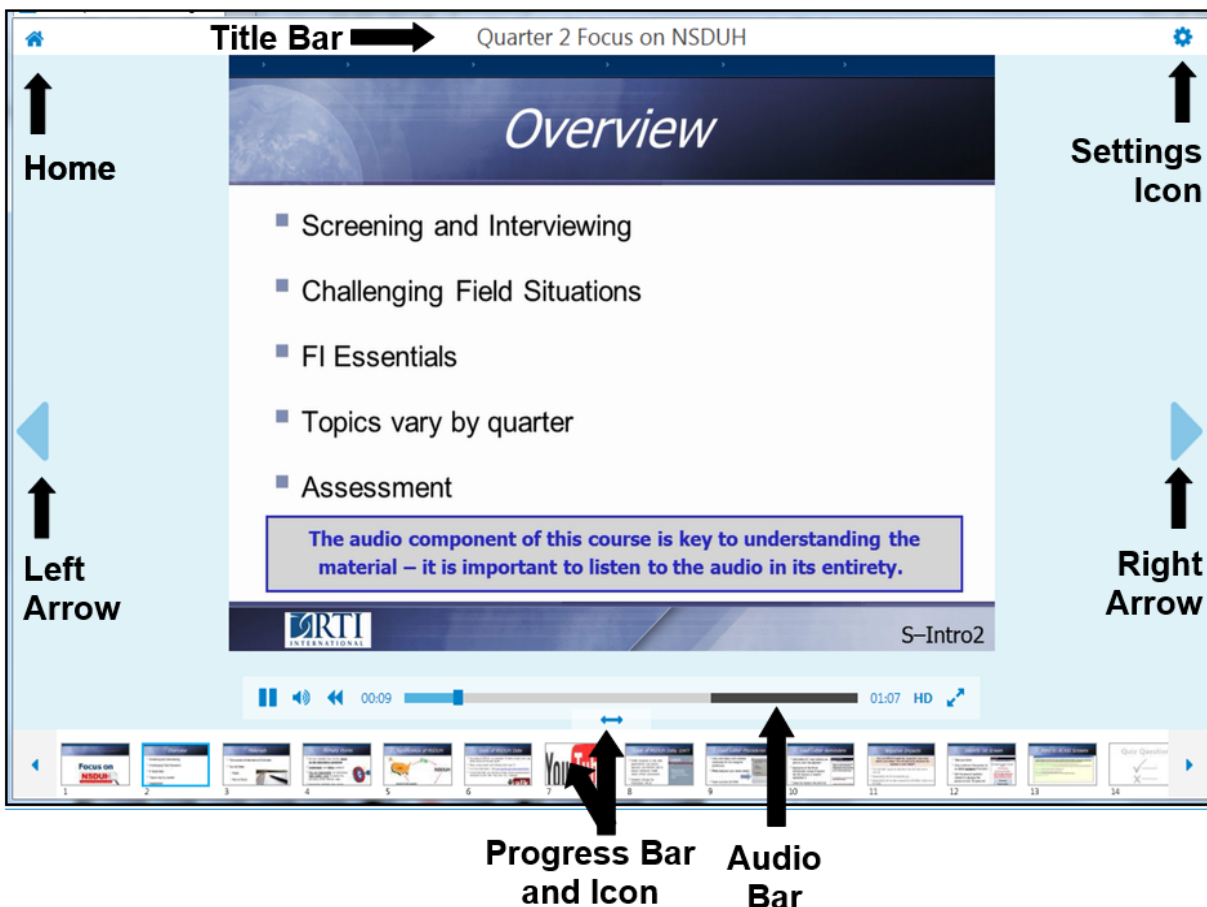 Title Bar
Quarter 2 Focus on NSDUH
Home
Settings
Icon
Overview
Screening and Interviewing
Challenging Field Situations
FI Essentials
Topics vary by quarter
Assessment
The audio component of this course is key to understanding the
material – it is important to listen to the audio in its entirety.
Left
Arrow
Right
Arrow
RTI
INTERNATIONAL
S–Intro2
00:09
01:07 HD
Focus on
NSDUH
Overview
YouTu
Quiz Question
1 2 3 4 5 6 7 8 9 10 11 12 13 14
Progress Bar
and Icon
Audio
Bar